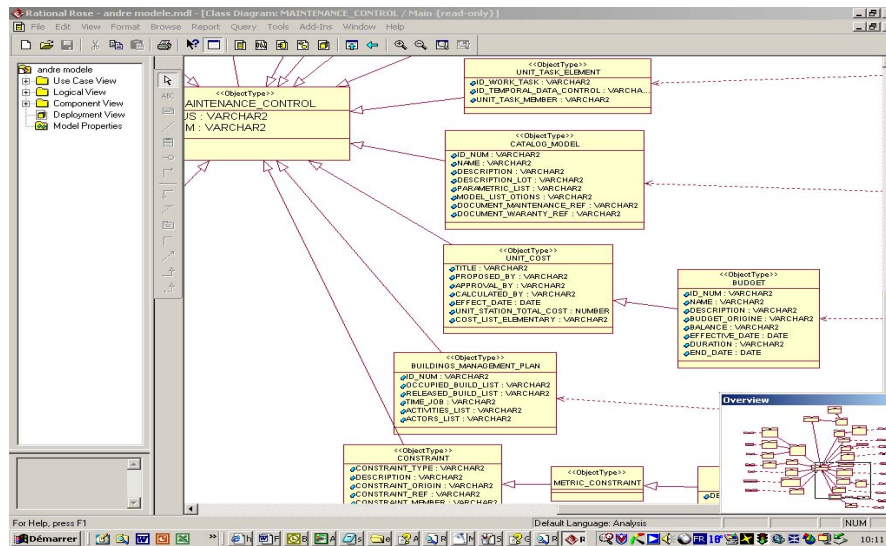 Rational Rose - andre modele.mdl - [Class Diagram: MAINTENANCE_CONTROL / Main {read-only}]
File Edit View Format Browse Report Query Tools Add-Ins Window Help
andre modele
Use Case View
Logical View
Component View
Deployment View
Model Properties
ABC
<<ObjectType>>
AINTENANCE_CONTROL
US : VARCHAR2
M : VARCHAR2
<<ObjectType>>
UNIT_TASK_ELEMENT
ID_WORK_TASK : VARCHAR2
ID_TEMPORAL_DATA_CONTROL : VARCHA...
UNIT_TASK_MEMBER : VARCHAR2
<<ObjectType>>
CATALOG_MODEL
ID_NUM : VARCHAR2
NAME : VARCHAR2
DESCRIPTION : VARCHAR2
DESCRIPTION_LOT : VARCHAR2
PARAMETRIC_LIST : VARCHAR2
MODEL_LIST_OTIONS : VARCHAR2
DOCUMENT_MAINTENANCE_REF : VARCHAR2
DOCUMENT_WARANTY_REF : VARCHAR2
<<ObjectType>>
UNIT_COST
TITLE : VARCHAR2
PROPOSED_BY : VARCHAR2
APPROVAL_BY : VARCHAR2
CALCULATED_BY : VARCHAR2
EFFECT_DATE : DATE
UNIT_STATION_TOTAL_COST : NUMBER
COST_LIST_ELEMENTARY : VARCHAR2
<<ObjectType>>
BUDGET
ID_NUM : VARCHAR2
NAME : VARCHAR2
DESCRIPTION : VARCHAR2
BUDGET_ORIGINE : VARCHAR2
BALANCE : VARCHAR2
EFFECTIVE_DATE : DATE
DURATION : VARCHAR2
END_DATE : DATE
<<ObjectType>>
BUILDINGS_MANAGEMENT_PLAN
ID_NUM : VARCHAR2
OCCUPIED_BUILD_LIST : VARCHAR2
RELEASED_BUILD_LIST : VARCHAR2
TIME_JOB : VARCHAR2
ACTIVITIES_LIST : VARCHAR2
ACTORS_LIST : VARCHAR2
Overview
<<ObjectType>>
CONSTRAINT
CONSTRAINT_TYPE : VARCHAR2
DESCRIPTION : VARCHAR2
CONSTRAINT_ORIGIN : VARCHAR2
CONSTRAINT_REF : VARCHAR2
CONSTRAINT_MEMBER : VARCHAR2
<<ObjectType>>
METRIC_CONSTRAINT
For Help, press F1
Default Language: Analysis
NUM
Démarrer
FR
18°
10:11